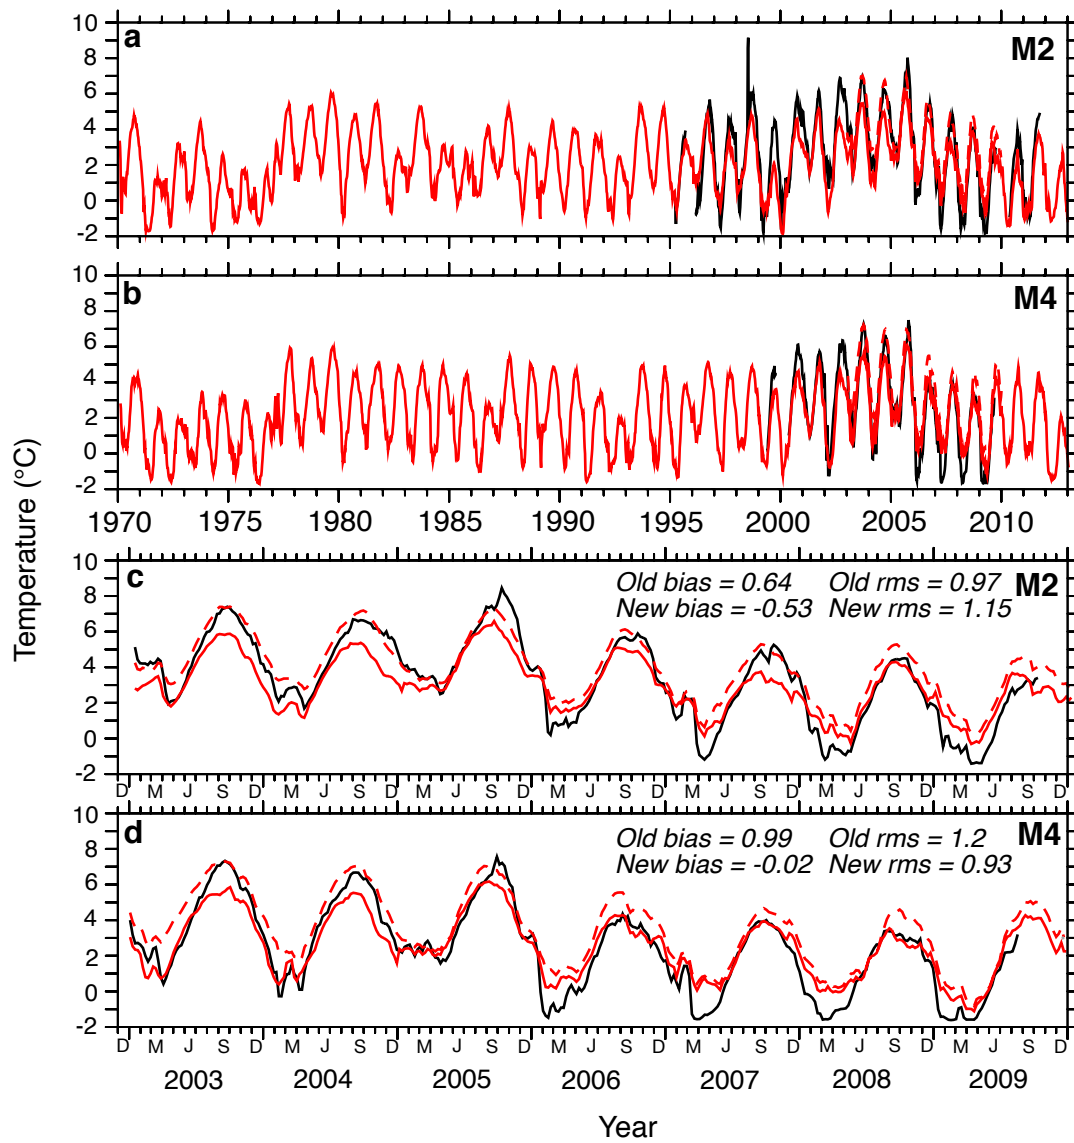 a M2
10
8
6
4
2
0
-2
b M4
10
8
6
4
2
0
-2
1970 1975 1980 1985 1990 1995 2000 2005 2010
Temperature (°C)
c Old bias = 0.64 Old rms = 0.97 M2
New bias = -0.53 New rms = 1.15
10
8
6
4
2
0
-2
D M J S D M J S D M J S D M J S D M J S D M J S D M J S D
d Old bias = 0.99 Old rms = 1.2 M4
New bias = -0.02 New rms = 0.93
8
6
4
2
0
-2
D M J S D M J S D M J S D M J S D M J S D M J S D M J S D
2003 2004 2005 2006 2007 2008 2009
Year